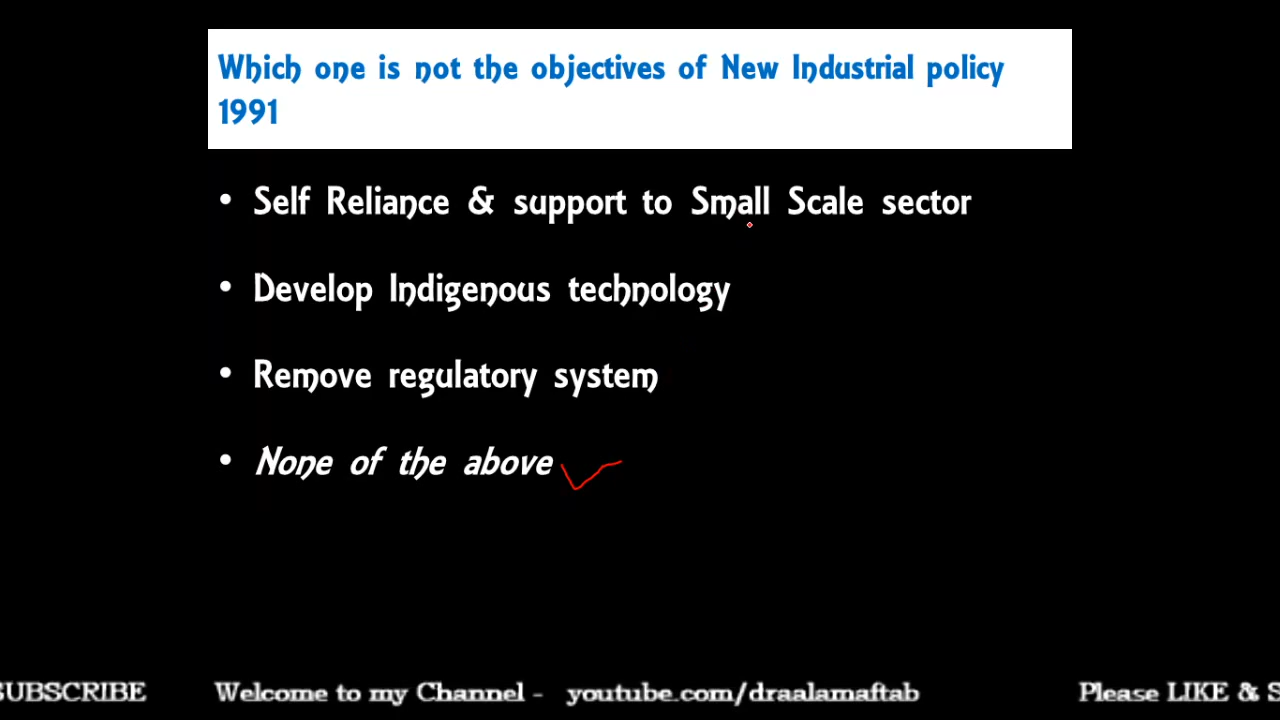 Which one is not the objectives of New Industrial policy
1991
• Self Reliance & support to Small Scale sector
• Develop Indigenous technology
• Remove regulatory system
• None of the above
SUBSCRIBE Welcome to my Channel - youtube.com/draalamaftab Please LIKE & S